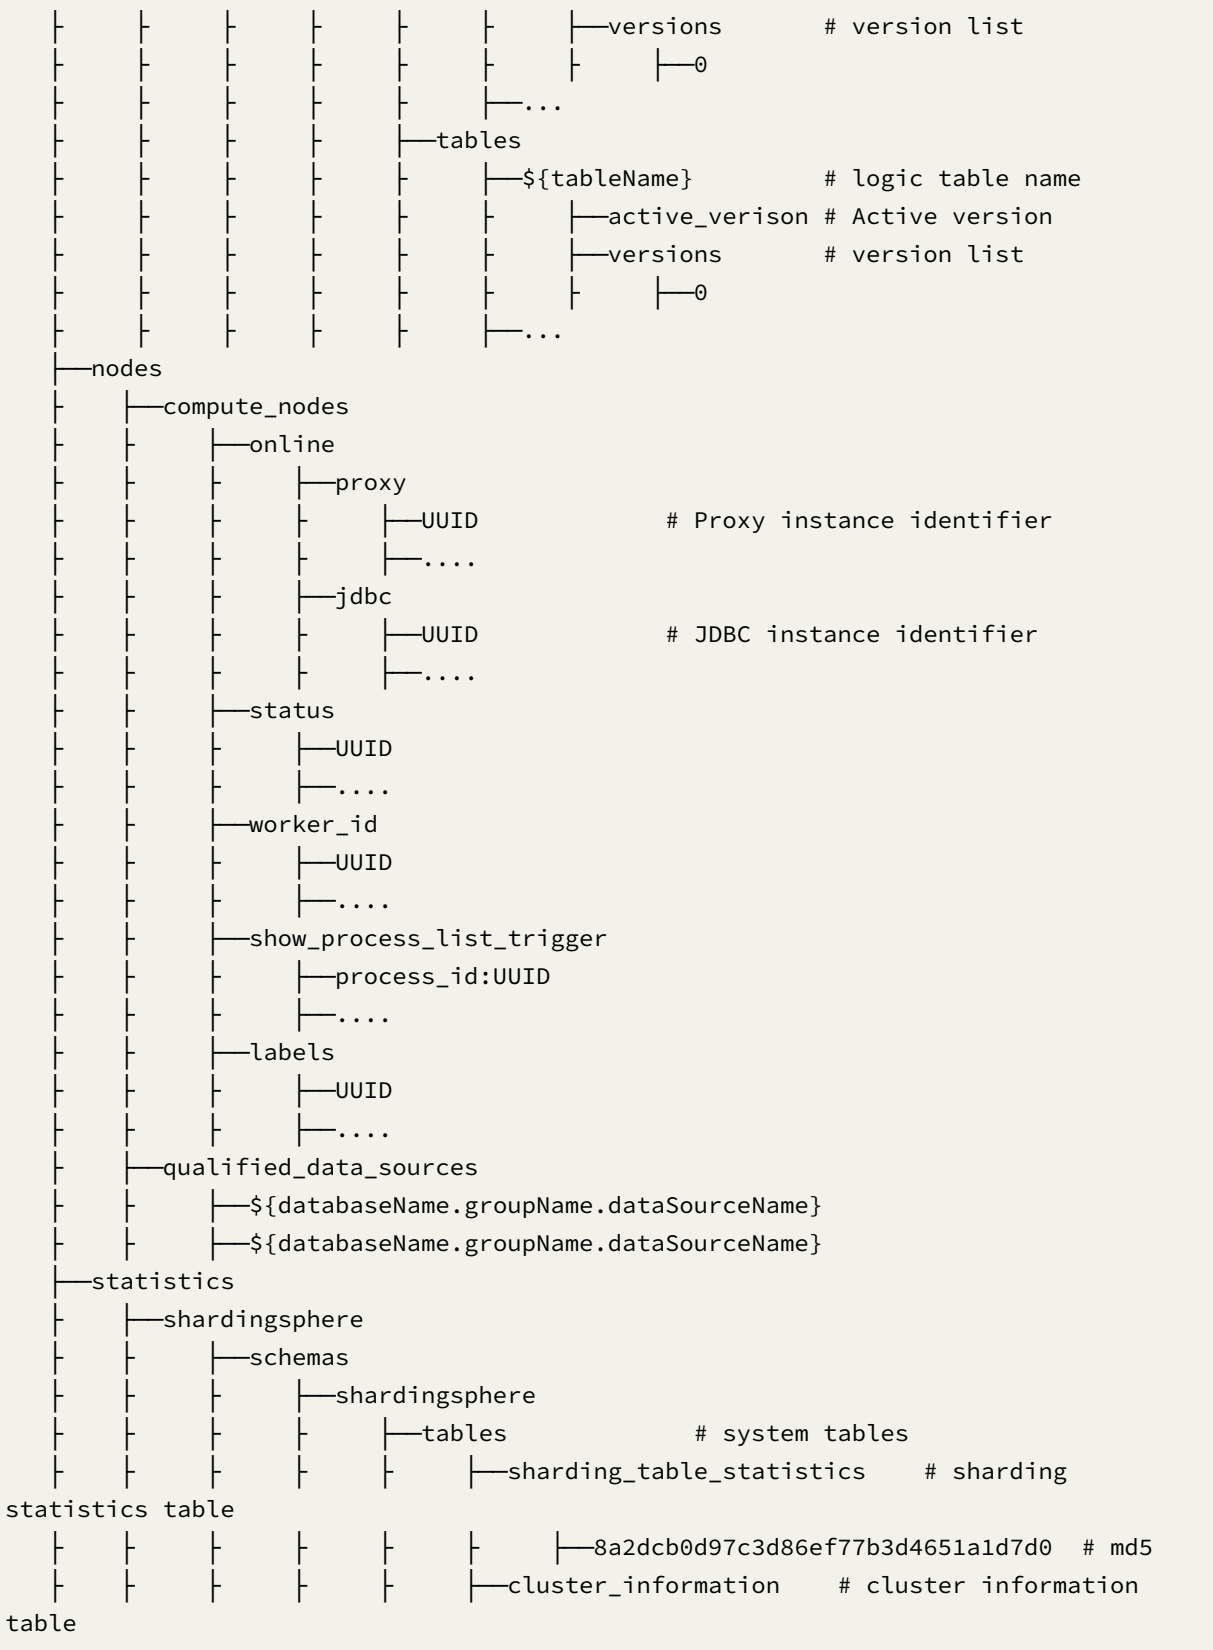 ├      ├      ├      ├      ├      ├      ├──versions       # version list
├      ├      ├      ├      ├      ├      ├      ├──0
├      ├      ├      ├      ├      ├──...
├      ├      ├      ├      ├──tables
├      ├      ├      ├      ├      ├──${tableName}         # logic table name
├      ├      ├      ├      ├      ├      ├──active_verison # Active version
├      ├      ├      ├      ├      ├      ├──versions       # version list
├      ├      ├      ├      ├      ├      ├      ├──0
├      ├      ├      ├      ├      ├──...
├──nodes
├     ├──compute_nodes
├     ├      ├──online
├     ├      ├      ├──proxy
├     ├      ├      ├      ├──UUID             # Proxy instance identifier
├     ├      ├      ├      ├──....
├     ├      ├      ├──jdbc
├     ├      ├      ├      ├──UUID             # JDBC instance identifier
├     ├      ├      ├      ├──....
├     ├      ├──status
├     ├      ├      ├──UUID
├     ├      ├      ├──....
├     ├      ├──worker_id
├     ├      ├      ├──UUID
├     ├      ├      ├──....
├     ├      ├──show_process_list_trigger
├     ├      ├      ├──process_id:UUID
├     ├      ├      ├──....
├     ├      ├──labels
├     ├      ├      ├──UUID
├     ├      ├      ├──....
├     ├──qualified_data_sources
├     ├      ├──${databaseName.groupName.dataSourceName}
├     ├      ├──${databaseName.groupName.dataSourceName}
├──statistics
├     ├──shardingsphere
├     ├      ├──schemas
├     ├      ├      ├──shardingsphere
├     ├      ├      ├      ├──tables             # system tables
├     ├      ├      ├      ├      ├──sharding_table_statistics    # sharding
statistics table
├     ├      ├      ├      ├      ├      ├──8a2dcb0d97c3d86ef77b3d4651a1d7d0  # md5
├     ├      ├      ├      ├      ├──cluster_information    # cluster information
table